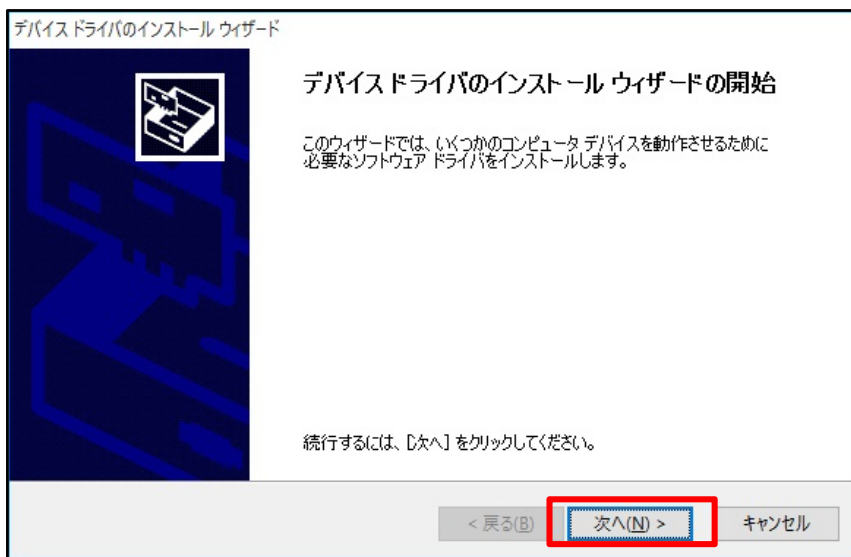 デバイス ドライバのインストール ウィザード
デバイス ドライバのインストール ウィザードの開始
このウィザードでは、いくつかのコンピュータ デバイスを動作させるために
必要なソフトウェア ドライバをインストールします。
続行するには、[次へ] をクリックしてください。
< 戻る(B)
次へ(N) >
キャンセル